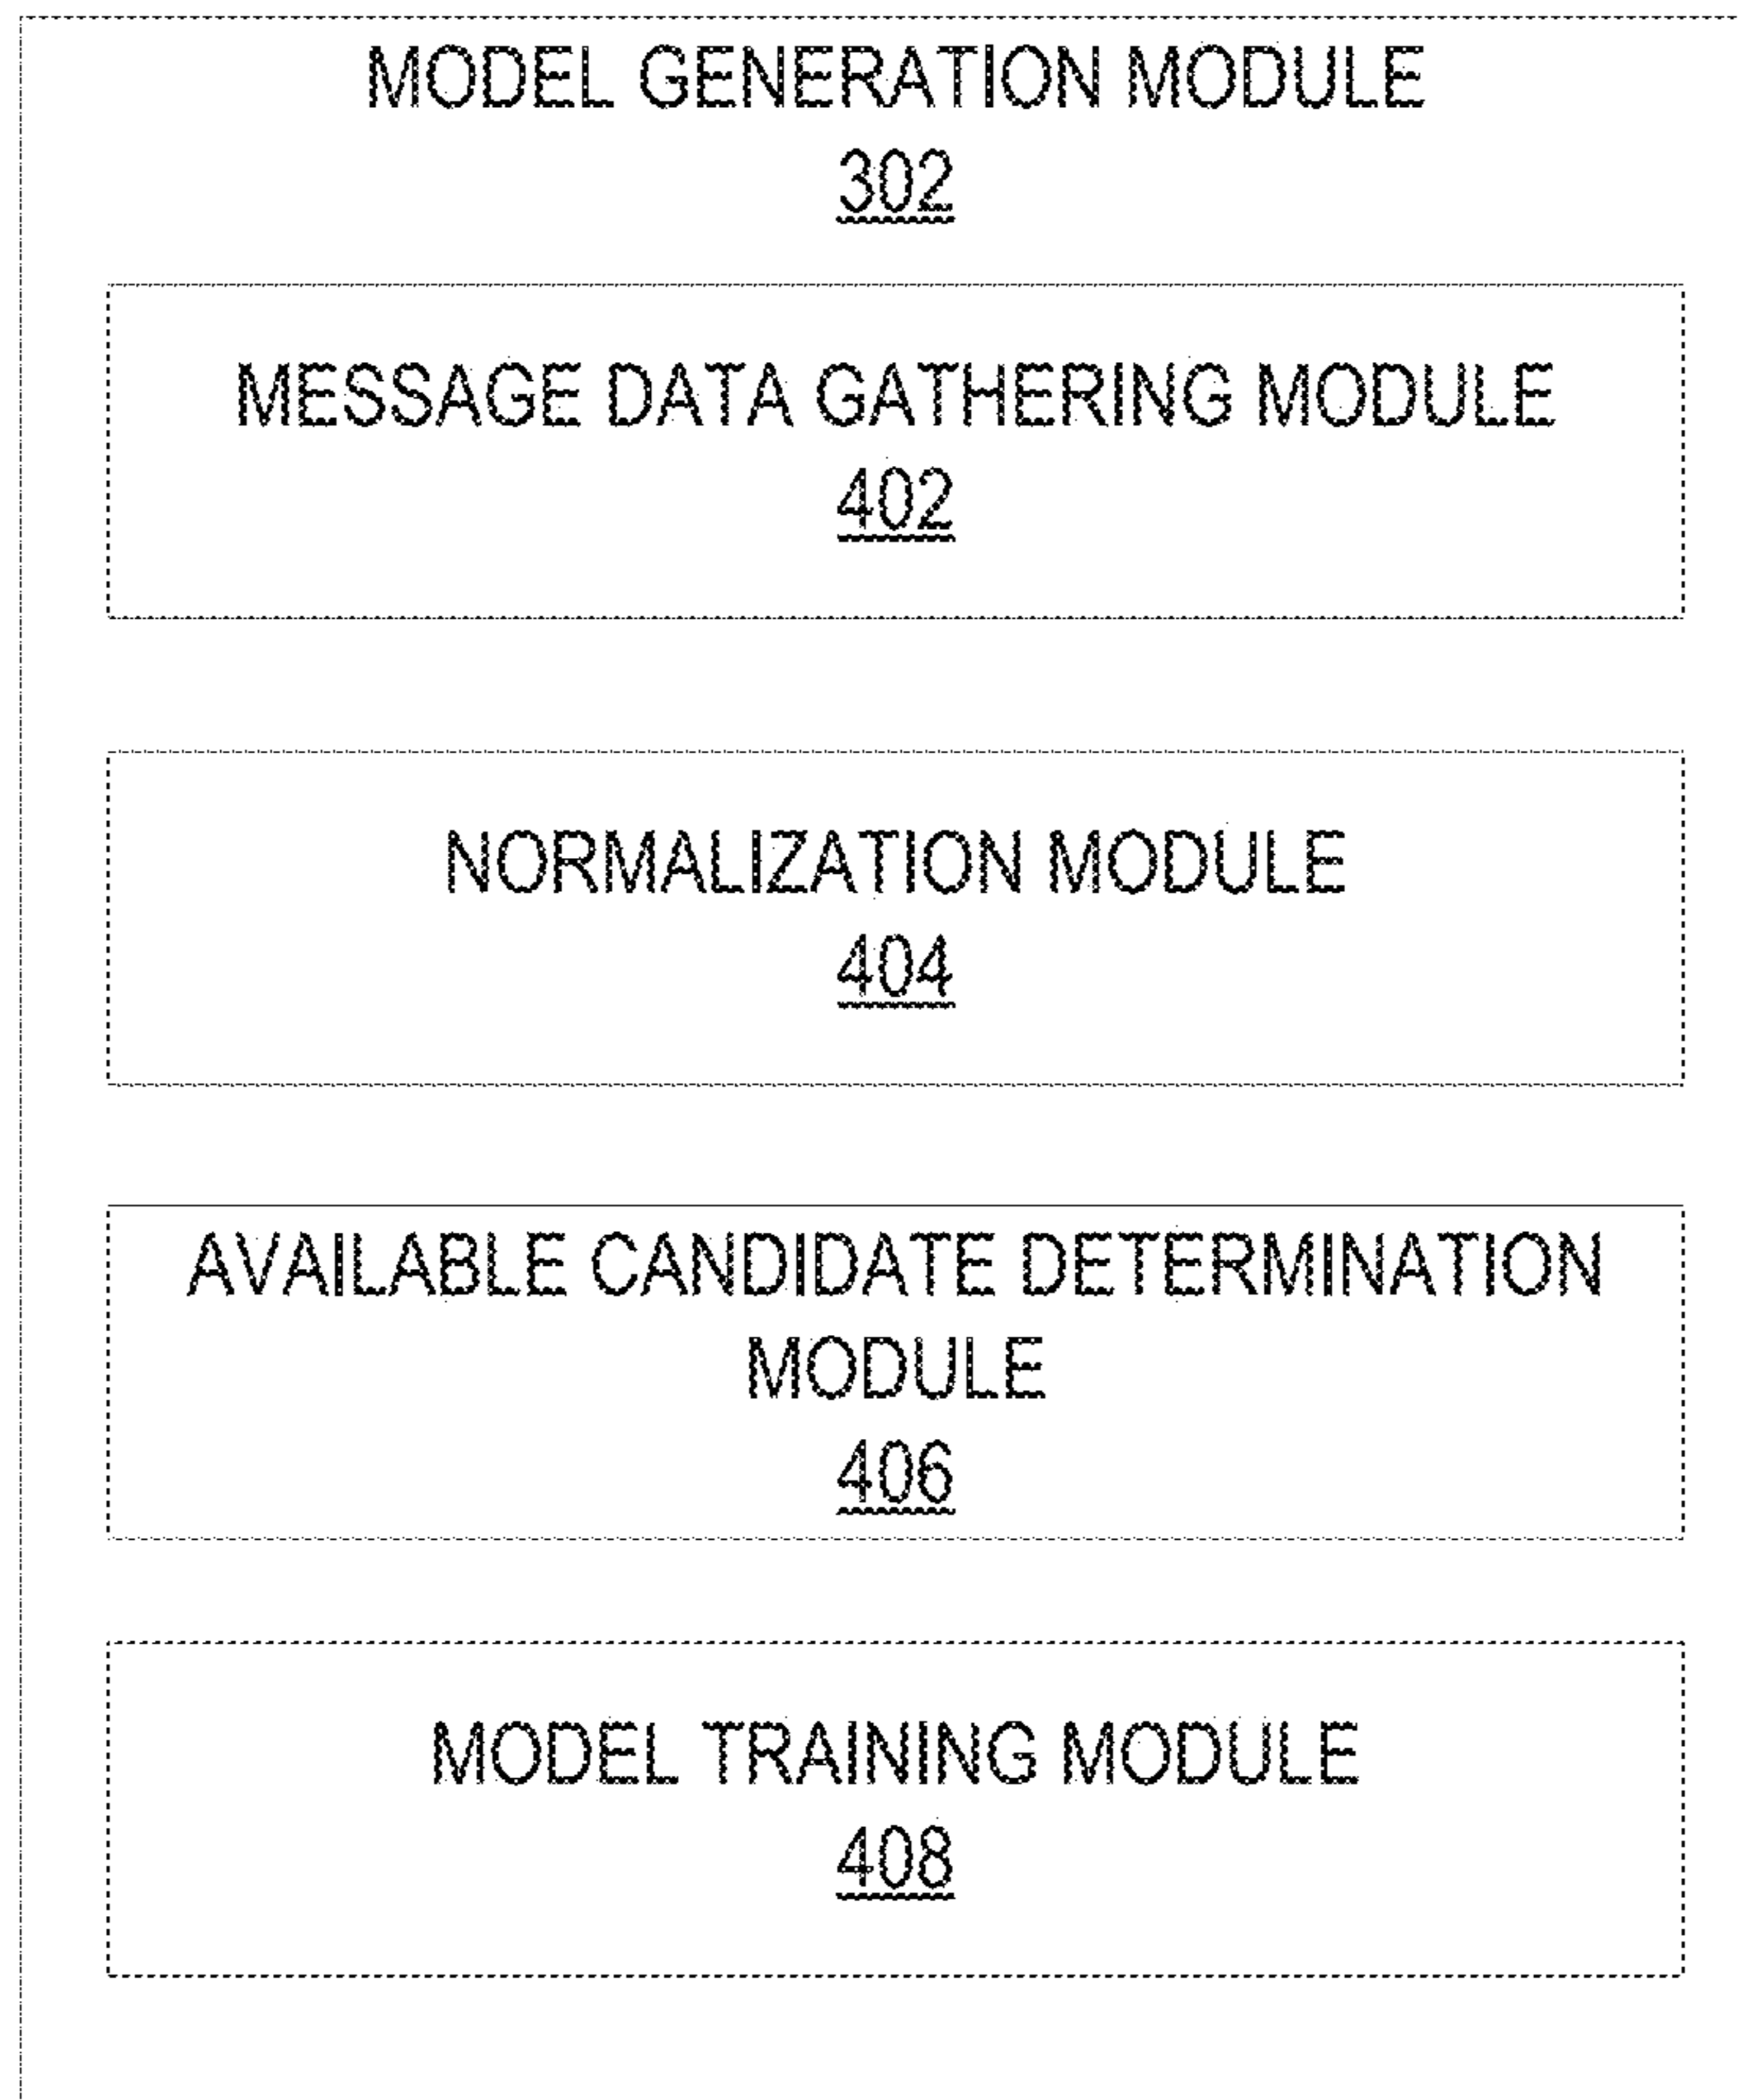 MODEL GENERATION MODULE
302
MESSAGE DATA GATHERING MODULE
402
NORMALIZATION MODULE
404
AVAILABLE CANDIDATE DETERMINATION
MODULE
406
MODEL TRAINING MODULE
408